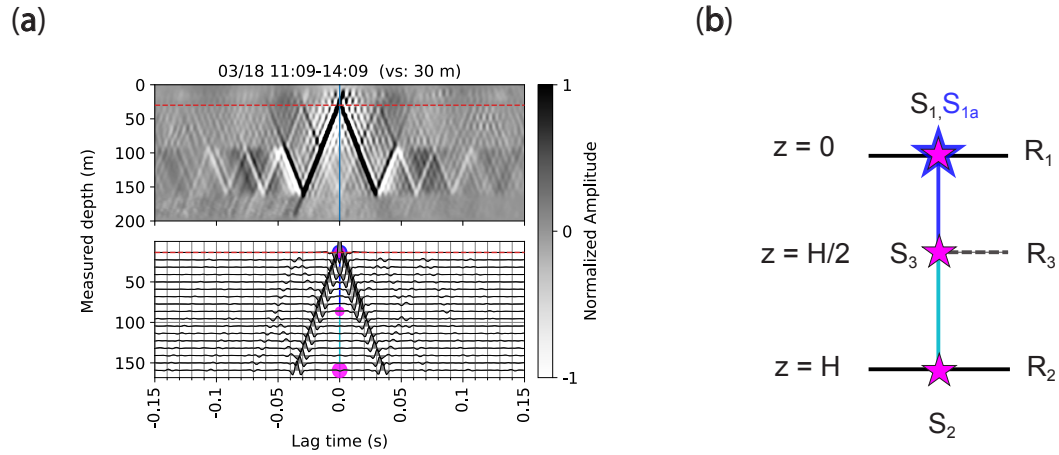 (a)
03/18 11:09-14:09 (vs: 30 m)
0
50
100
150
200
50
100
150
Measured depth (m)
-0.15
-0.1
-0.05
0.0
0.05
0.1
0.15
Lag time (s)
1
0
-1
Normalized Amplitude
(b)
S1,S1a
z = 0
R1
z = H/2
S3
R3
z = H
R2
S2